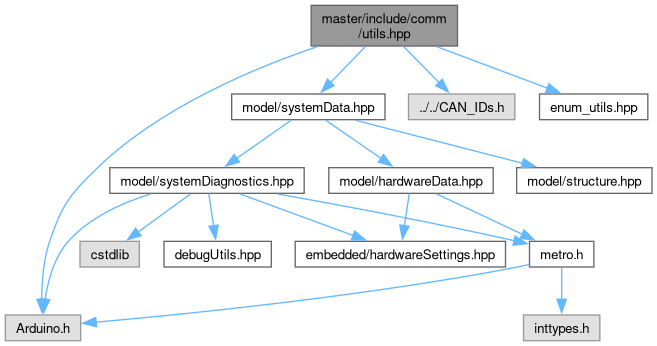 master/include/comm
/utils.hpp
model/systemData.hpp
../../CAN_IDs.h
enum_utils.hpp
model/systemDiagnostics.hpp
model/hardwareData.hpp
model/structure.hpp
cstdlib
debugUtils.hpp
embedded/hardwareSettings.hpp
metro.h
Arduino.h
inttypes.h